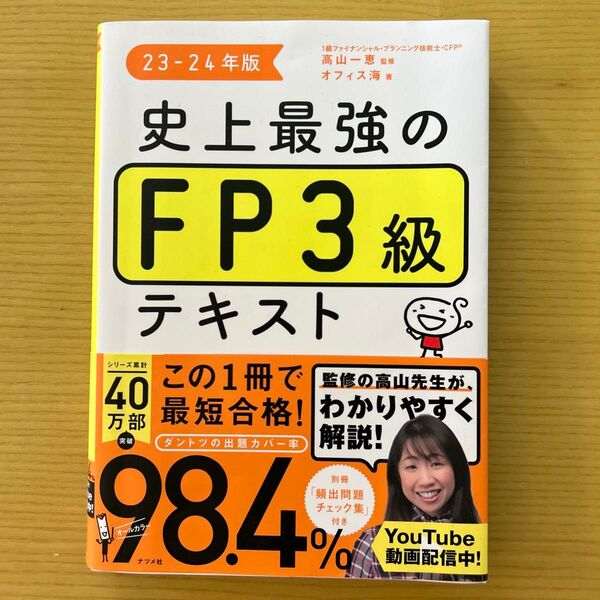 23-24年版
1級ファイナンシャル・プランニング技能士・CFP®
高山一恵 監修
オフィス海 著
史上最強の
FP3級
テキスト
シリーズ累計
40
万部
突破
この1冊で
最短合格!
ダントツの出題カバー率
98.4%
オールカラー
ナツメ社
別冊
「頻出問題
チェック集」
付き
監修の高山先生が、
わかりやすく
解説!
YouTube
動画配信中!